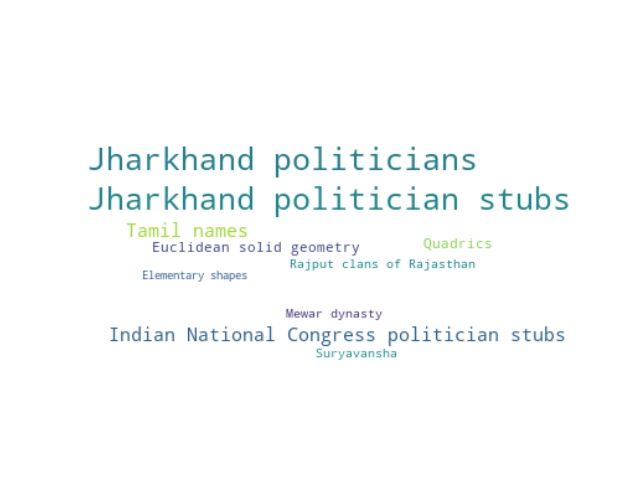 Jharkhand politicians
Jharkhand politician stubs
Tamil names
Quadrics
Euclidean solid geometry
Rajput clans of Rajasthan
Elementary shapes
Mewar dynasty
Indian National Congress politician stubs
Suryavansha